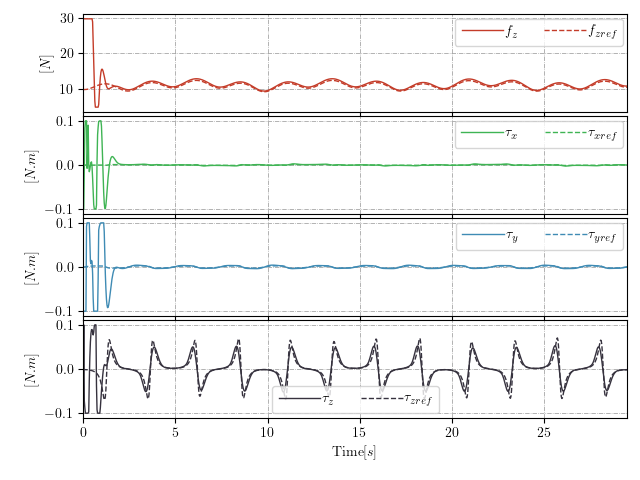 30
20
10
[N]
f_z f_zref
0.1
0.0
−0.1
[N.m]
τ_x τ_xref
0.1
0.0
−0.1
[N.m]
τ_y τ_yref
0.1
0.0
−0.1
[N.m]
τ_z τ_zref
0 5 10 15 20 25
Time[s]